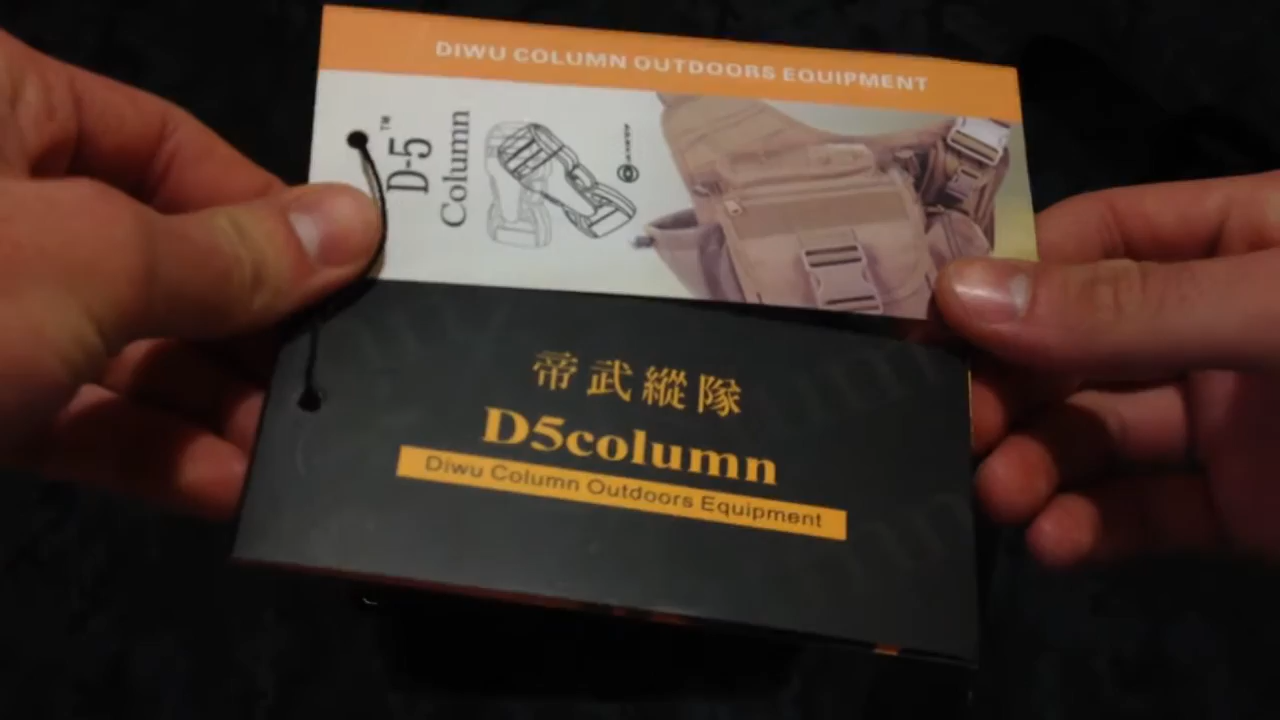 DIWU COLUMN OUTDOORS EQUIPMENT
D-5™
Column
帝武縱隊
D5column
Diwu Column Outdoors Equipment